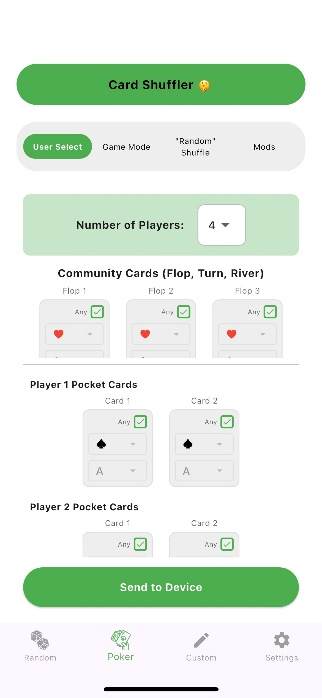 Card Shuffler 🤫
User Select
Game Mode
"Random"
Shuffle
Mods
Number of Players:
4
Community Cards (Flop, Turn, River)
Flop 1
Flop 2
Flop 3
Any
Any
Any
Player 1 Pocket Cards
Card 1
Card 2
Any
Any
A
A
Player 2 Pocket Cards
Card 1
Card 2
Any
Any
Send to Device
Random
Poker
Custom
Settings